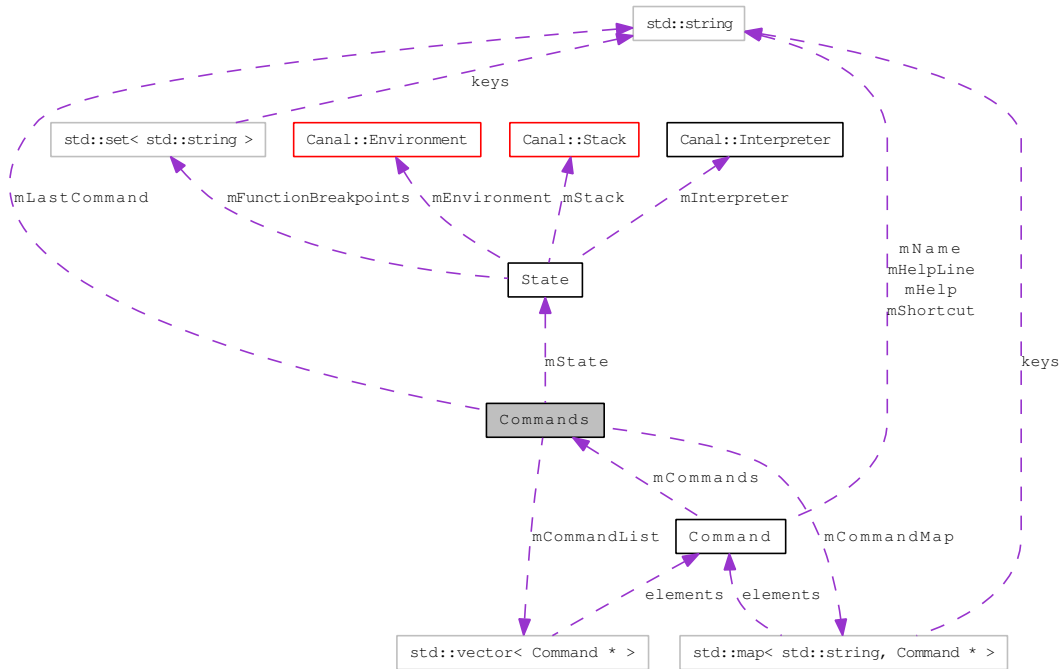 std::string
keys
std::set< std::string >
Canal::Environment
Canal::Stack
Canal::Interpreter
mLastCommand
mFunctionBreakpoints
mEnvironment
mStack
mInterpreter
mName
mHelpLine
mHelp
mShortcut
State
mState
keys
Commands
mCommands
mCommandList
Command
mCommandMap
elements
elements
std::vector< Command * >
std::map< std::string, Command * >